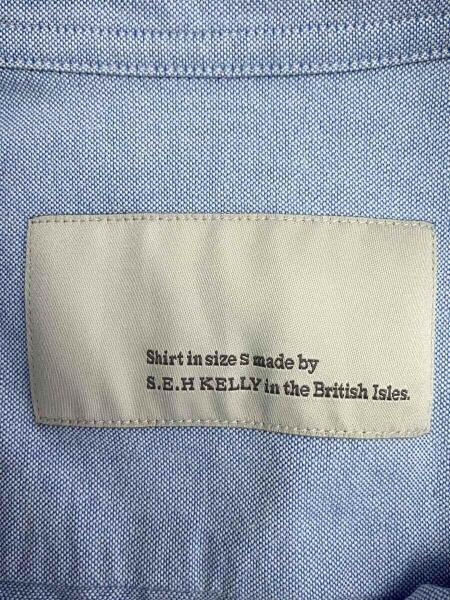 Shirt in size S made by
S.E.H KELLY in the British Isles.